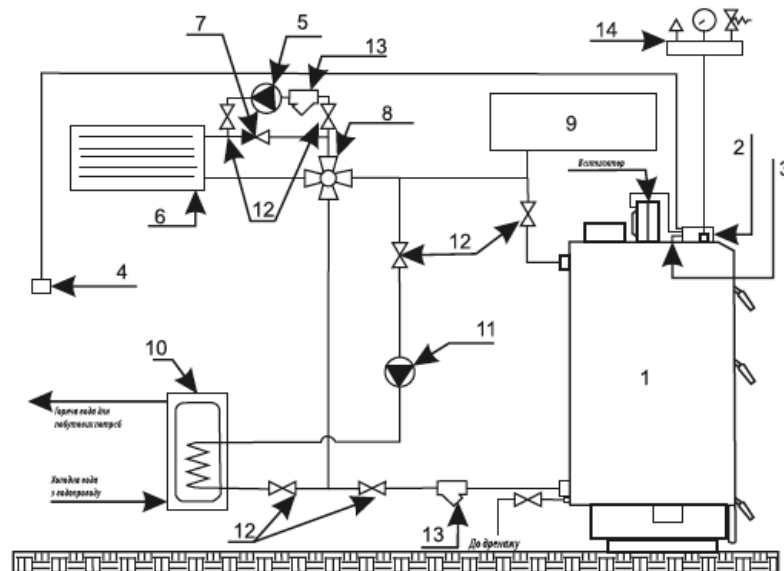 7
5
13
14
8
9
2
3
Вентилятор
6
12
12
4
11
10
1
Гаряча вода для
побутових потреб
Холодна вода
з водопроводу
12
13
До дренажу